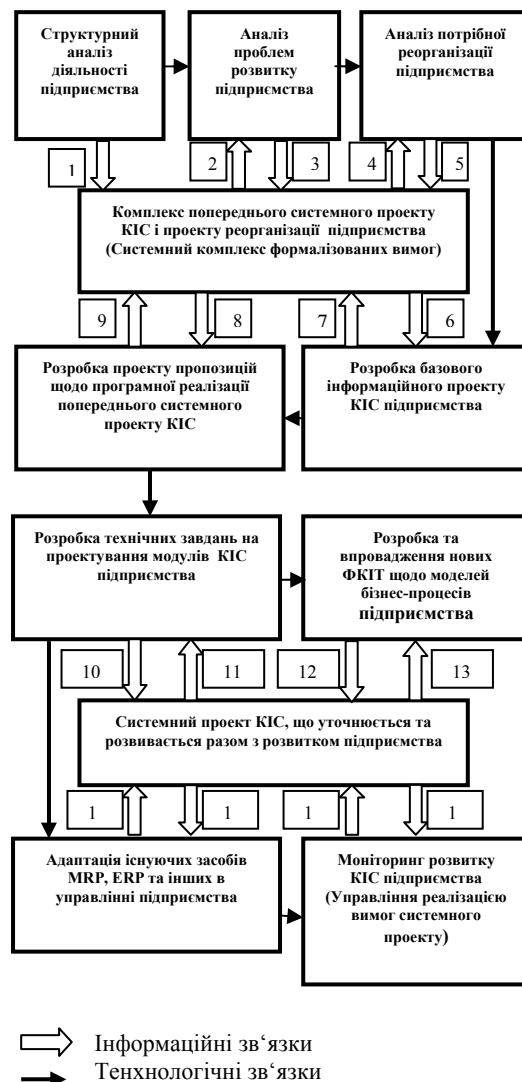 Структурний
аналіз
діяльності
підприємства
Аналіз
проблем
розвитку
підприємства
Аналіз потрібної
реорганізації
підприємства
1
2
3
4
5
Комплекс попереднього системного проекту
КІС і проекту реорганізації підприємства
(Системний комплекс формалізованих вимог)
9
8
7
6
Розробка проекту пропозицій
щодо програмної реалізації
попереднього системного
проекту КІС
Розробка базового
інформаційного проекту
КІС підприємства
Розробка технічних завдань на
проектування модулів КІС
підприємства
Розробка та
впровадження нових
ФКІТ щодо моделей
бізнес-процесів
підприємства
10
11
12
13
Системний проект КІС, що уточнюється та
розвивається разом з розвитком підприємства
1
1
1
1
Адаптація існуючих засобів
MRP, ERP та інших в
управлінні підприємства
Моніторинг розвитку
КІС підприємства
(Управління реалізацією
вимог системного
проекту)
Інформаційні зв‘язки
Тенхнологічні зв‘язки